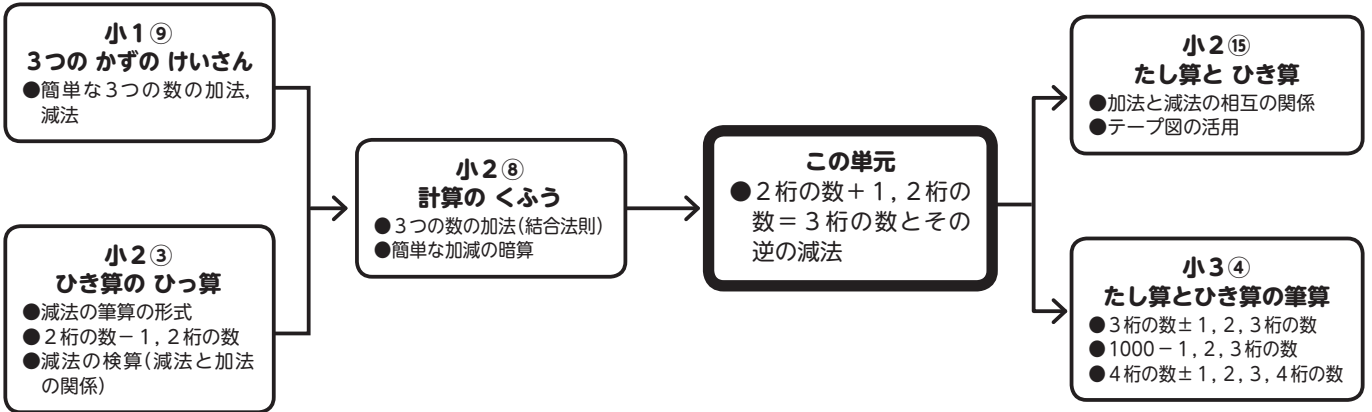 小1⑨
3つの かずの けいさん
●簡単な3つの数の加法,
減法
小2③
ひき算の ひっ算
●減法の筆算の形式
●2桁の数－1, 2桁の数
●減法の検算(減法と加法
の関係)
小2⑧
計算の くふう
●3つの数の加法(結合法則)
●簡単な加減の暗算
この単元
●2桁の数＋1, 2桁の
数＝3桁の数とその
逆の減法
小2⑮
たし算と ひき算
●加法と減法の相互の関係
●テープ図の活用
小3④
たし算とひき算の筆算
●3桁の数±1, 2, 3桁の数
●1000－1, 2, 3桁の数
●4桁の数±1, 2, 3, 4桁の数